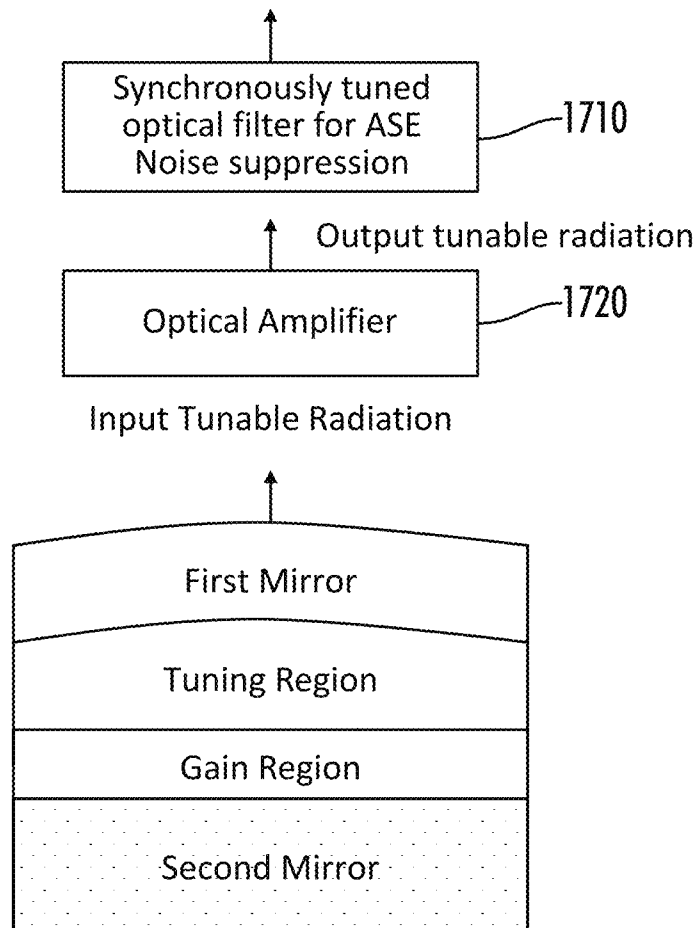 Synchronously tuned
optical filter for ASE
Noise suppression
1710
Output tunable radiation
Optical Amplifier
1720
Input Tunable Radiation
First Mirror
Tuning Region
Gain Region
Second Mirror